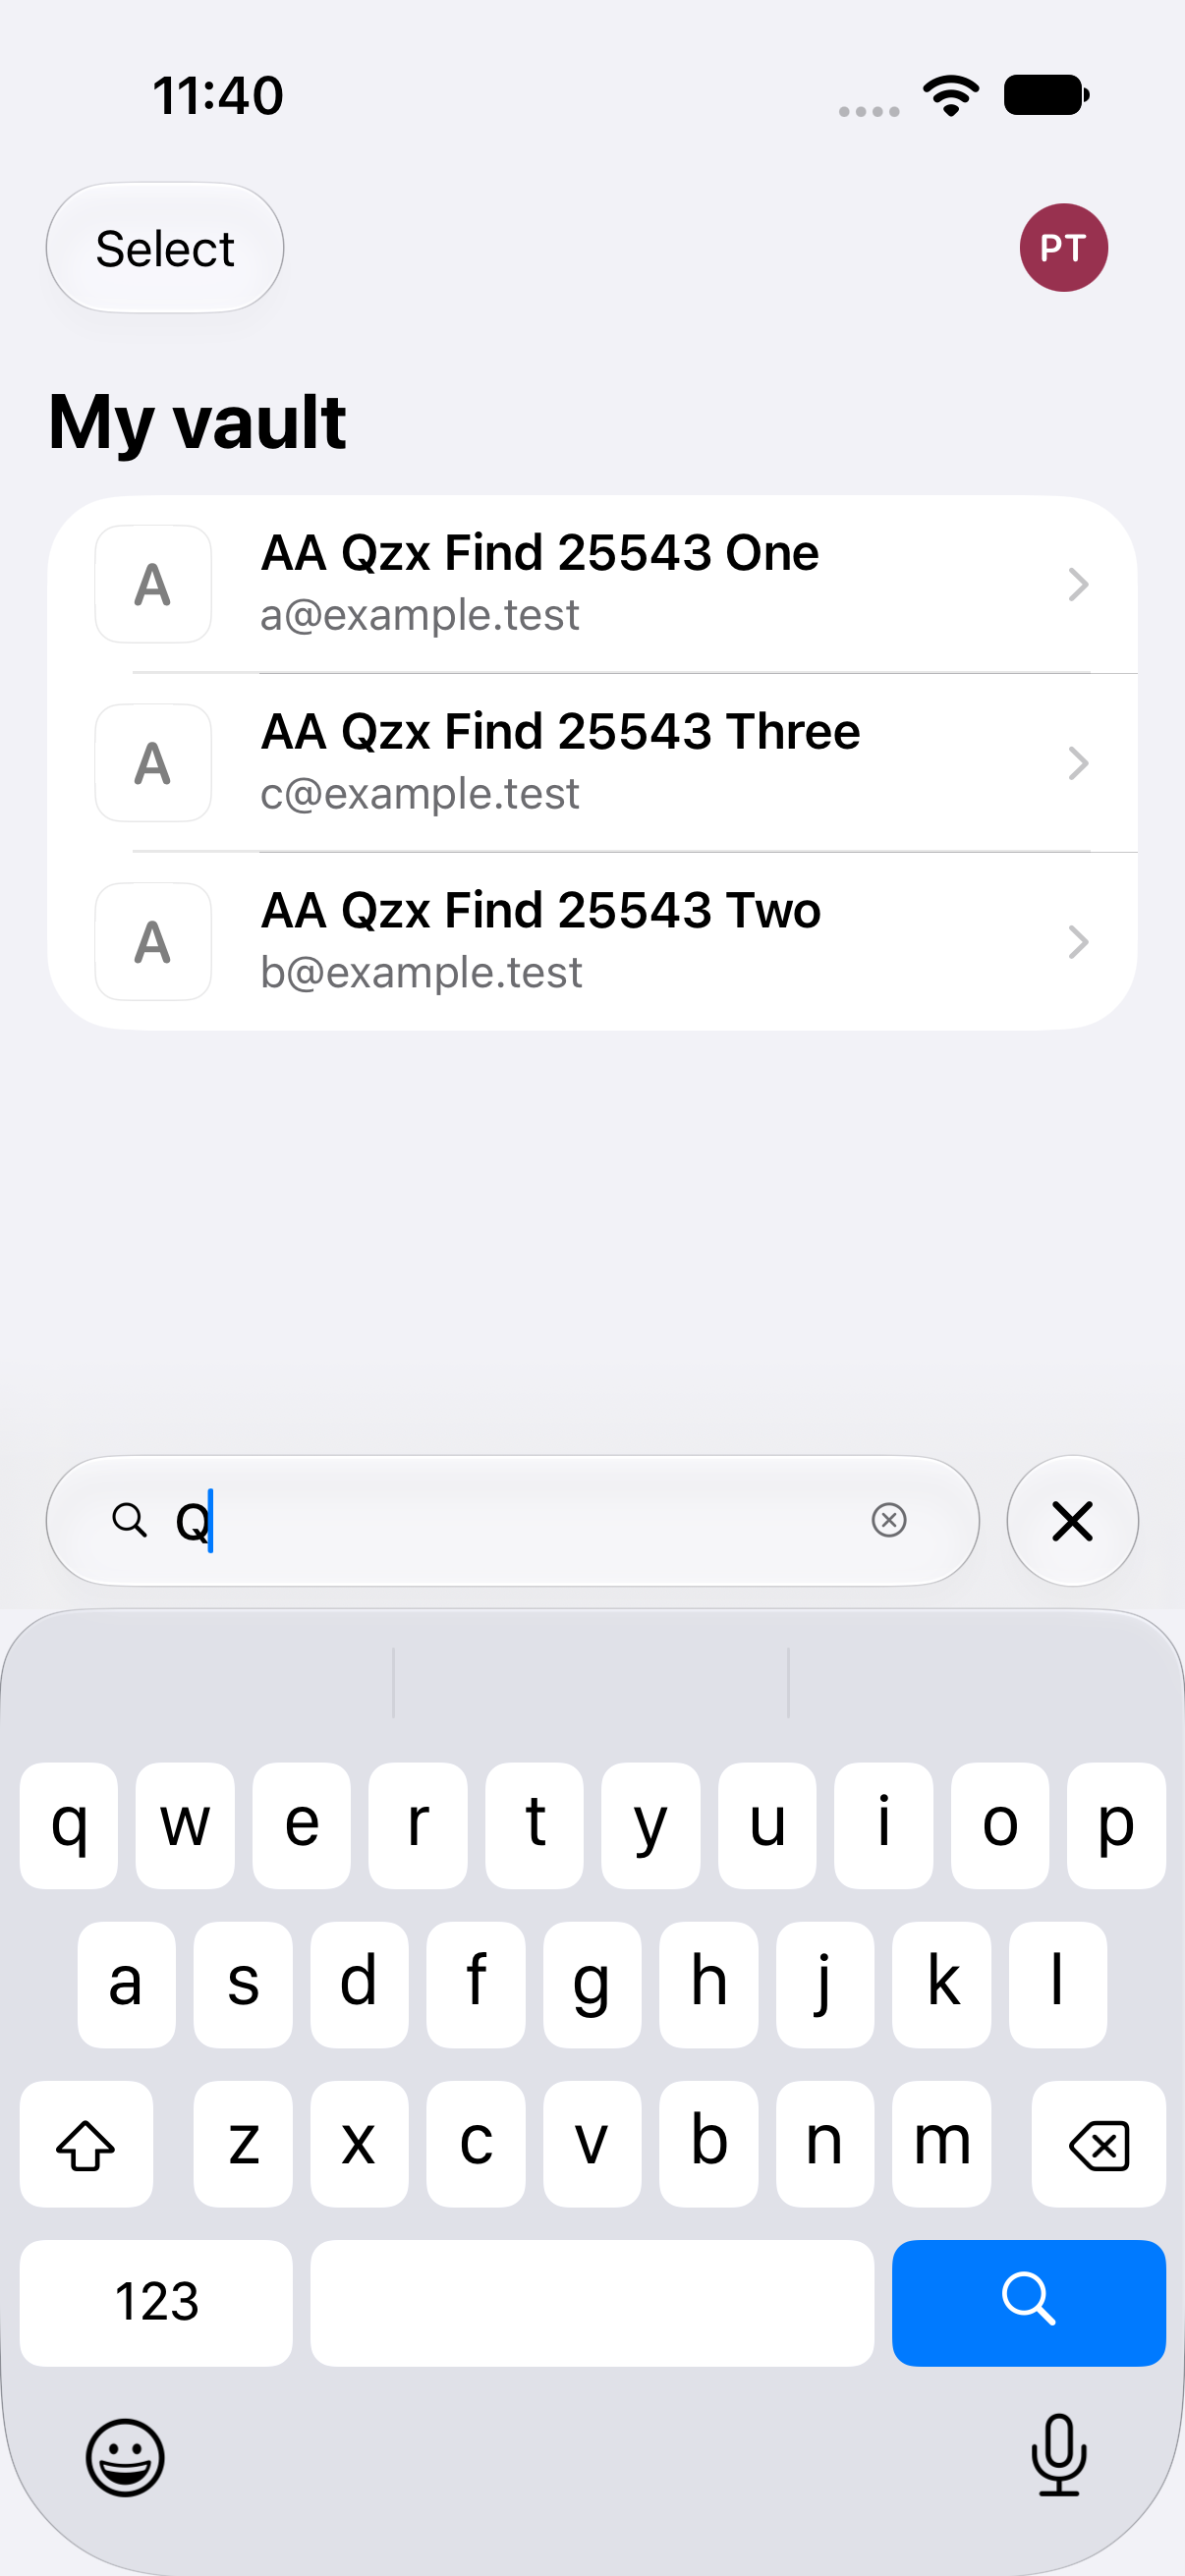 11:40
Select
PT
My vault
A
AA Qzx Find 25543 One
a@example.test
A
AA Qzx Find 25543 Three
c@example.test
A
AA Qzx Find 25543 Two
b@example.test
Q
q w e r t y u i o p
a s d f g h j k l
z x c v b n m
123